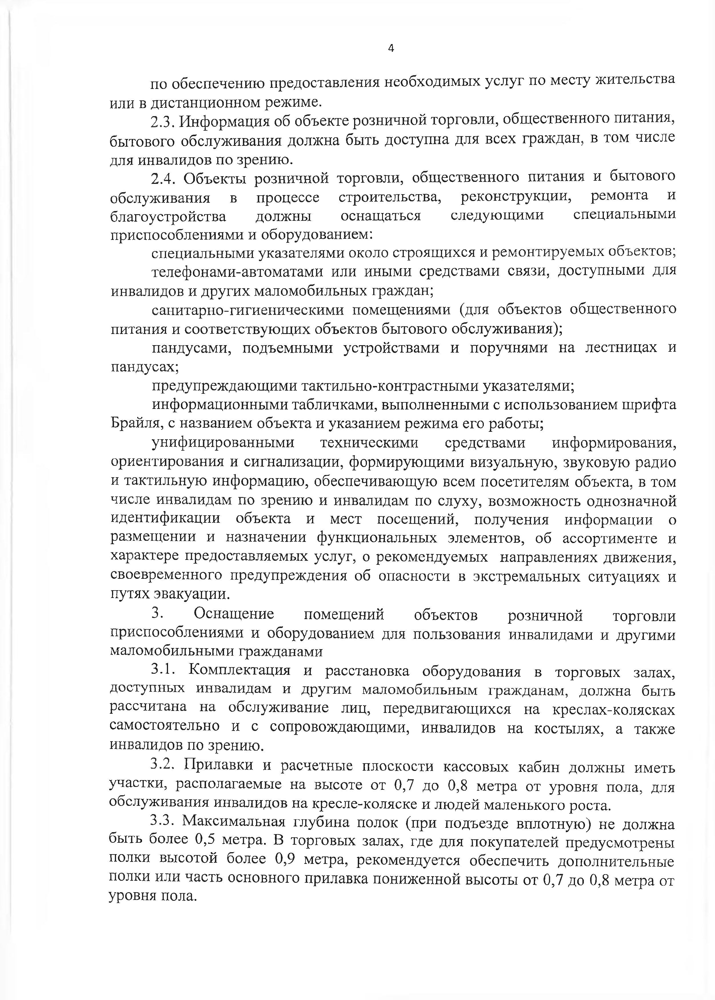 4
по обеспечению предоставления необходимых услуг по месту жительства
или в дистанционном режиме.
2.3. Информация об объекте розничной торговли, общественного питания,
бытового обслуживания должна быть доступна для всех граждан, в том числе
для инвалидов по зрению.
2.4. Объекты розничной торговли, общественного питания и бытового
обслуживания в процессе строительства, реконструкции, ремонта и
благоустройства должны оснащаться следующими специальными
приспособлениями и оборудованием:
специальными указателями около строящихся и ремонтируемых объектов;
телефонами-автоматами или иными средствами связи, доступными для
инвалидов и других маломобильных граждан;
санитарно-гигиеническими помещениями (для объектов общественного
питания и соответствующих объектов бытового обслуживания);
пандусами, подъемными устройствами и поручнями на лестницах и
пандусах;
предупреждающими тактильно-контрастными указателями;
информационными табличками, выполненными с использованием шрифта
Брайля, с названием объекта и указанием режима его работы;
унифицированными техническими средствами информирования,
ориентирования и сигнализации, формирующими визуальную, звуковую радио
и тактильную информацию, обеспечивающую всем посетителям объекта, в том
числе инвалидам по зрению и инвалидам по слуху, возможность однозначной
идентификации объекта и мест посещений, получения информации о
размещении и назначении функциональных элементов, об ассортименте и
характере предоставляемых услуг, о рекомендуемых направлениях движения,
своевременного предупреждения об опасности в экстремальных ситуациях и
путях эвакуации.
3. Оснащение помещений объектов розничной торговли
приспособлениями и оборудованием для пользования инвалидами и другими
маломобильными гражданами
3.1. Комплектация и расстановка оборудования в торговых залах,
доступных инвалидам и другим маломобильным гражданам, должна быть
рассчитана на обслуживание лиц, передвигающихся на креслах-колясках
самостоятельно и с сопровождающими, инвалидов на костылях, а также
инвалидов по зрению.
3.2. Прилавки и расчетные плоскости кассовых кабин должны иметь
участки, располагаемые на высоте от 0,7 до 0,8 метра от уровня пола, для
обслуживания инвалидов на кресле-коляске и людей маленького роста.
3.3. Максимальная глубина полок (при подъезде вплотную) не должна
быть более 0,5 метра. В торговых залах, где для покупателей предусмотрены
полки высотой более 0,9 метра, рекомендуется обеспечить дополнительные
полки или часть основного прилавка пониженной высоты от 0,7 до 0,8 метра от
уровня пола.